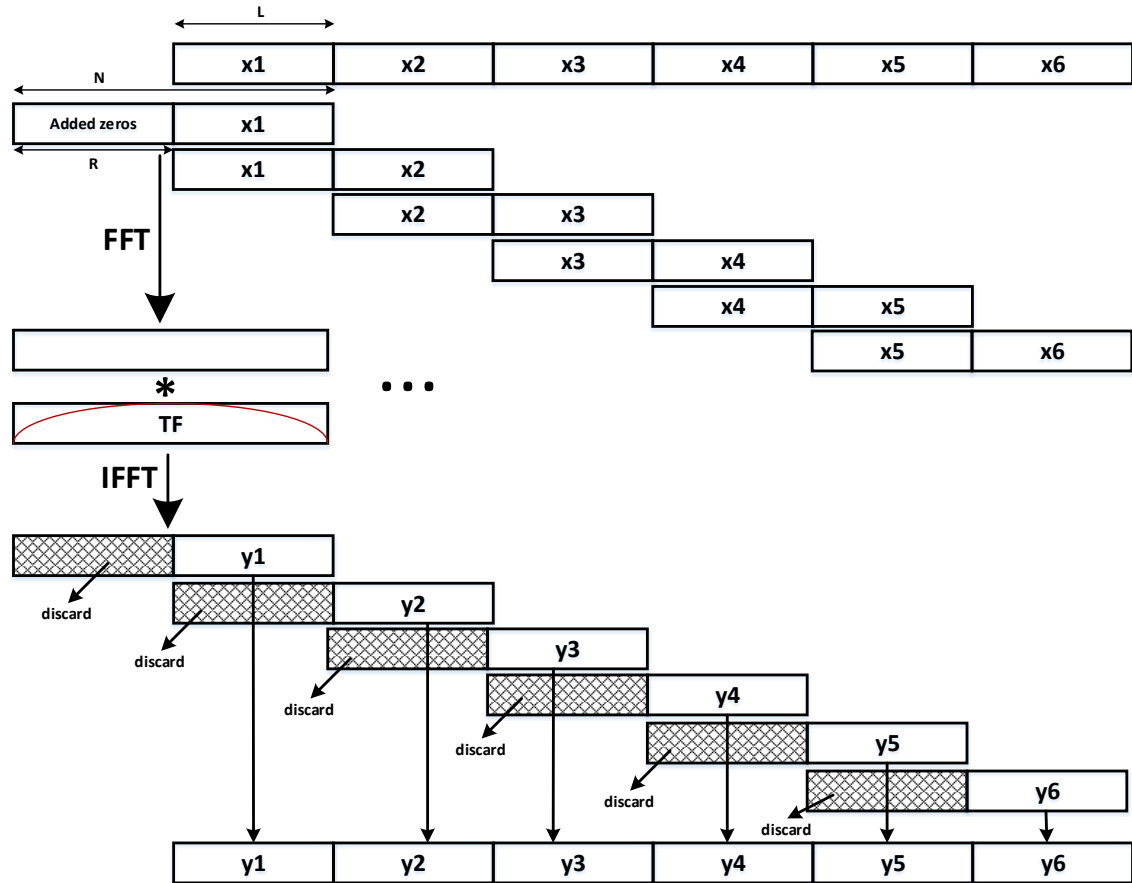 L
x1 x2 x3 x4 x5 x6
N
Added zeros x1
R
x1 x2
x2 x3
FFT
x3 x4
x4 x5
x5 x6
*
...
TF
IFFT
y1
discard
y2
discard
y3
discard
y4
discard
y5
discard
y6
discard
y1 y2 y3 y4 y5 y6